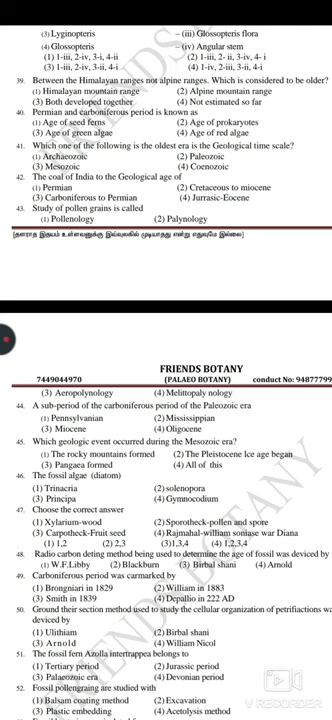 (3) Lyginopteris – (iii) Glossopteris flora
(4) Glossopteris – (iv) Angular stem
(1) 1-iii, 2-iv, 3-i, 4-ii (2) 1-iii, 2- ii, 3-iv, 4- i
(3) 1-iii, 2-iv, 3-ii, 4-i (4) 1-iv, 2-iii, 3-ii, 4-i
39. Between the Himalayan ranges not alpine ranges. Which is considered to be older?
(1) Himalayan mountain range (2) Alpine mountain range
(3) Both developed together (4) Not estimated so far
40. Permian and carboniferous period is known as
(1) Age of seed ferns (2) Age of prokaryotes
(3) Age of green algae (4) Age of red algae
41. Which one of the following is the oldest era is the Geological time scale?
(1) Archaeozoic (2) Paleozoic
(3) Mesozoic (4) Coenozoic
42. The coal of India to the Geological age of
(1) Permian (2) Cretaceous to miocene
(3) Carboniferous to Permian (4) Jurrasic-Eocene
43. Study of pollen grains is called
(1) Pollenology (2) Palynology
[தளராத இதயம் உள்ளவனுக்கு இவ்வுலகில் முடியாதது என்று எதுவுமே இல்லை]
FRIENDS BOTANY
7449044970 (PALAEO BOTANY) conduct No: 94877799
(3) Aeropolynology (4) Melittopaly nology
44. A sub-period of the carboniferous period of the Paleozoic era
(1) Pennsylvanian (2) Mississippian
(3) Miocene (4) Oligocene
45. Which geologic event occurred during the Mesozoic era?
(1) The rocky mountains formed (2) The Pleistocene Ice age began
(3) Pangaea formed (4) All of this
46. The fossil algae (diatom)
(1) Trinacria (2) solenopora
(3) Principa (4) Gymnocodium
47. Choose the correct answer
(1) Xylarium-wood (2) Sporotheck-pollen and spore
(3) Carpotheck-Fruit seed (4) Rajmahal-william soniase war Diana
(1) 1,2 (2) 2,3 (3)1,3,4 (4) 1,2,3,4
48. Radio carbon deting method being used to determine the age of fossil was deviced by
(1) W.F.Libby (2) Blackburn (3) Birbal shani (4) Arnold
49. Carboniferous period was carmarked by
(1) Brongniari in 1829 (2) William in 1883
(3) Smith in 1839 (4) Depallio in 222 AD
50. Ground their section method used to study the cellular organization of petrifiactions wa
deviced by
(1) Ulithiam (2) Birbal shani
(3) Arnold (4) William Nicol
51. The fossil fern Azolla intertrappea belongs to
(1) Tertiary period (2) Jurassic period
(3) Palaeozoic era (4) Devonian period
52. Fossil pollengraing are studied with
(1) Balsam coating method (2) Excavation
(3) Plastic embedding (4) Acetolysis method
V RECORDER